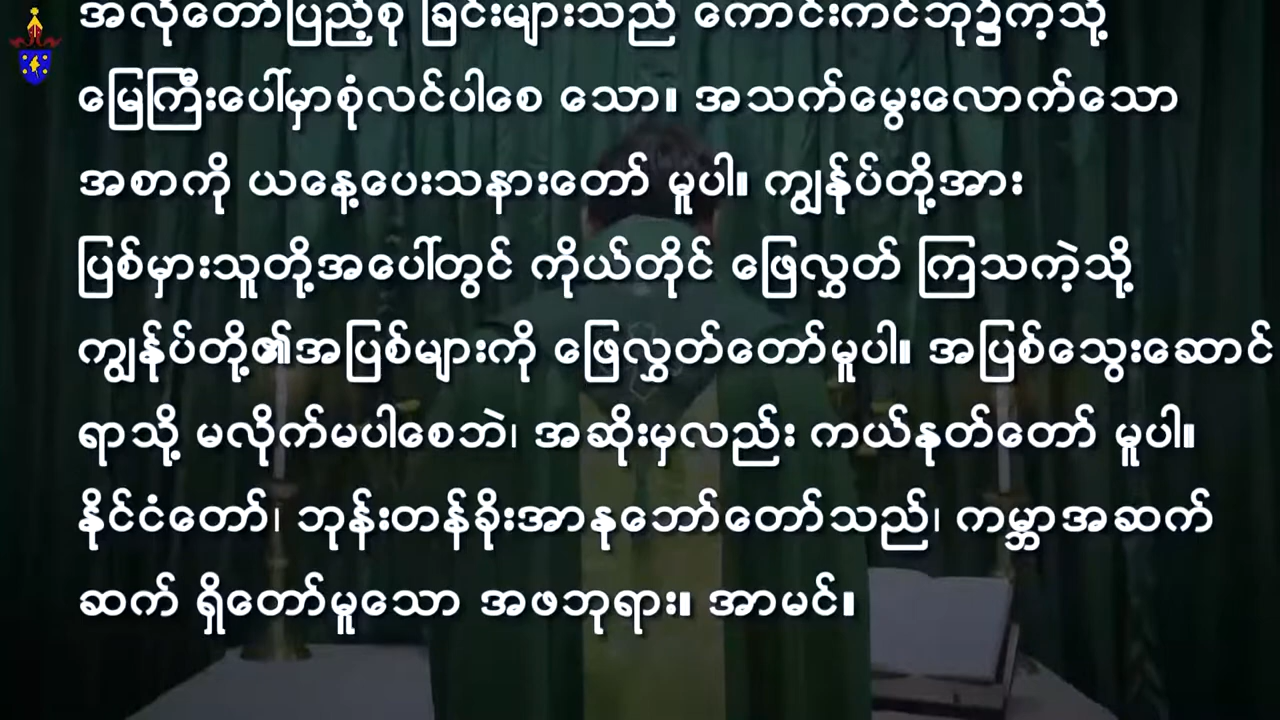 အလိုတော်ပြည့်စုံ ခြင်းများသည် ကောင်းကင်ဘုံ၌ကဲ့သို့
မြေကြီးပေါ်မှာစုံလင်ပါစေ သော။ အသက်မွေးလောက်သော
အစာကို ယနေ့ပေးသနားတော် မူပါ။ ကျွန်ုပ်တို့အား
ပြစ်မှားသူတို့အပေါ်တွင် ကိုယ်တိုင် ဖြေလွှတ် ကြသကဲ့သို့
ကျွန်ုပ်တို့၏အပြစ်များကို ဖြေလွှတ်တော်မူပါ။ အပြစ်သွေးဆောင်
ရာသို့ မလိုက်မပါစေဘဲ၊ အဆိုးမှလည်း ကယ်နုတ်တော် မူပါ။
နိုင်ငံတော်၊ ဘုန်းတန်ခိုးအာနုဘော်တော်သည်၊ ကမ္ဘာအဆက်
ဆက် ရှိတော်မူသော အဖဘုရား။ အာမင်။